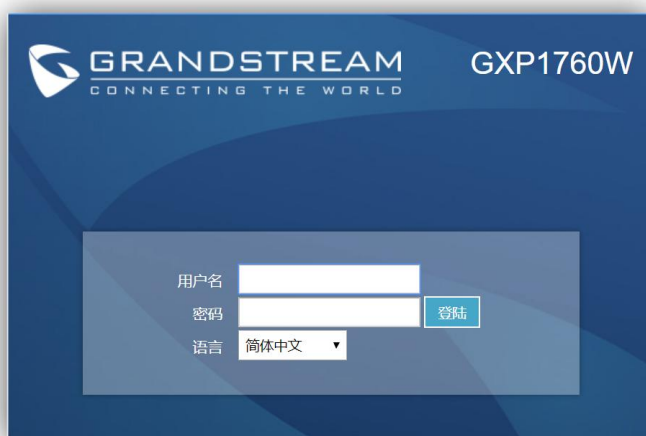 GRANDSTREAM
CONNECTING THE WORLD
GXP1760W
用户名
密码
登陆
语言
简体中文